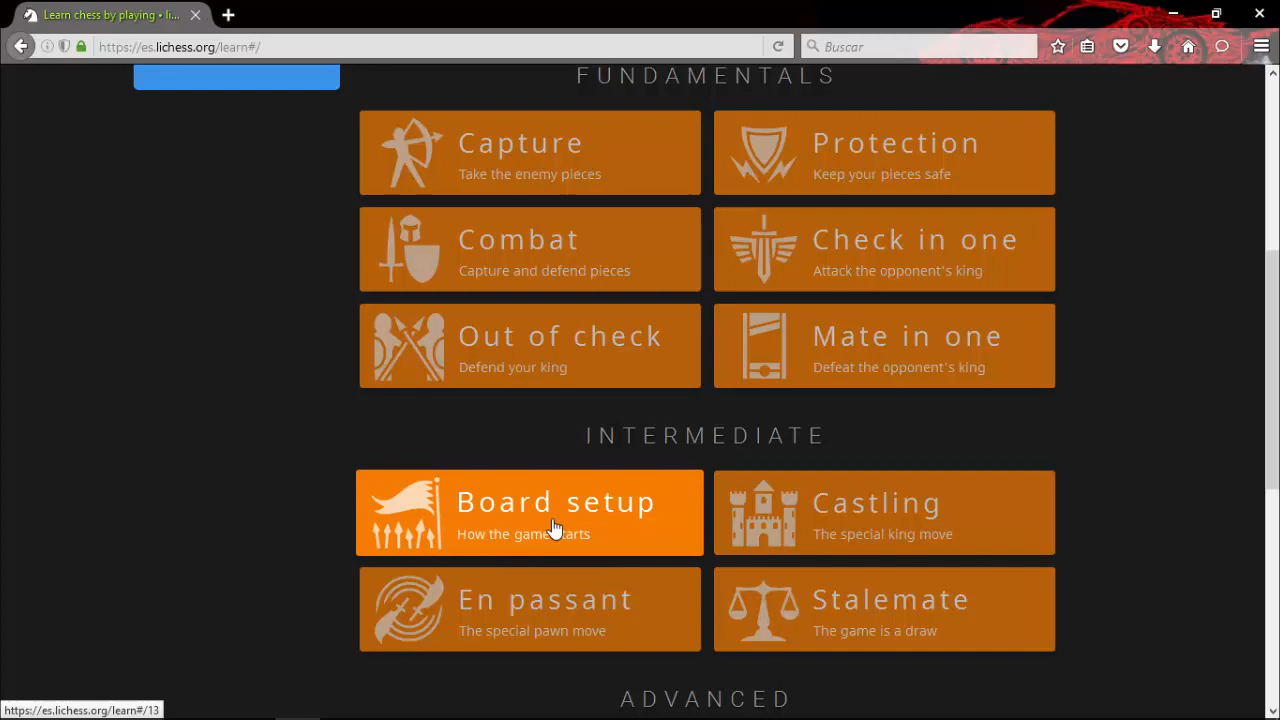 Learn chess by playing • li...
https://es.lichess.org/learn#/
Buscar
FUNDAMENTALS
Capture
Take the enemy pieces
Protection
Keep your pieces safe
Combat
Capture and defend pieces
Check in one
Attack the opponent's king
Out of check
Defend your king
Mate in one
Defeat the opponent's king
INTERMEDIATE
Board setup
How the game starts
Castling
The special king move
En passant
The special pawn move
Stalemate
The game is a draw
ADVANCED
https://es.lichess.org/learn#/13